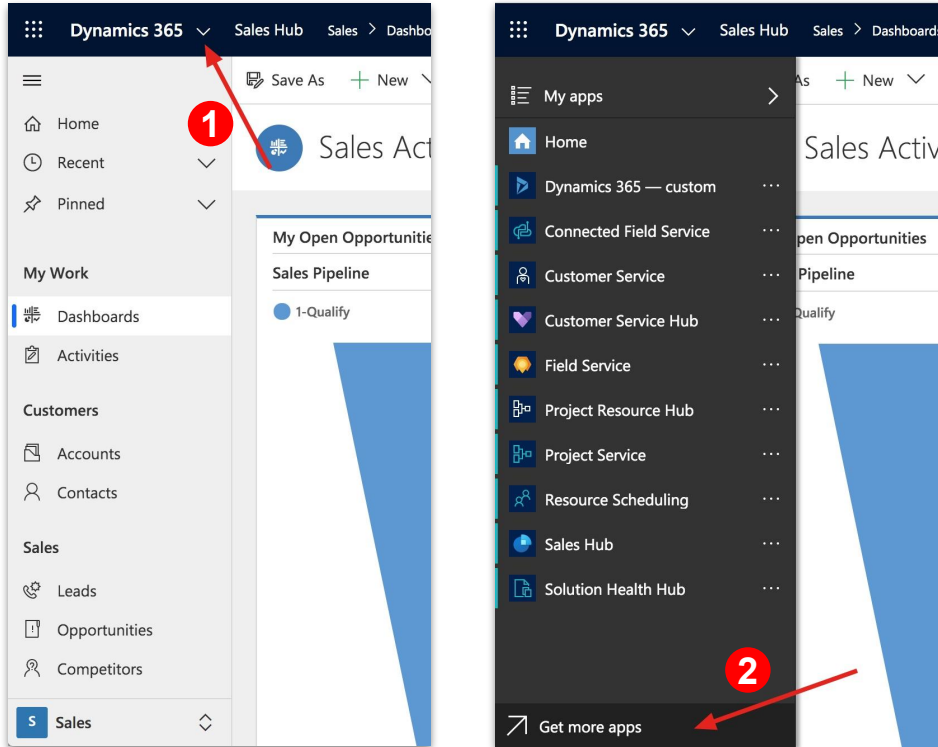 Dynamics 365 Sales Hub Sales > Dashbo
Save As + New
Home
1
Recent
Sales Act
Pinned
My Open Opportunitie
My Work
Sales Pipeline
Dashboards
1-Qualify
Activities
Customers
Accounts
Contacts
Sales
Leads
Opportunities
Competitors
S Sales
Dynamics 365 Sales Hub Sales > Dashboards
My apps
As + New
Home
Sales Activ
Dynamics 365 — custom ...
Connected Field Service ...
pen Opportunities
Customer Service ...
Pipeline
Customer Service Hub ...
Qualify
Field Service ...
Project Resource Hub ...
Project Service ...
Resource Scheduling ...
Sales Hub ...
Solution Health Hub ...
2
Get more apps